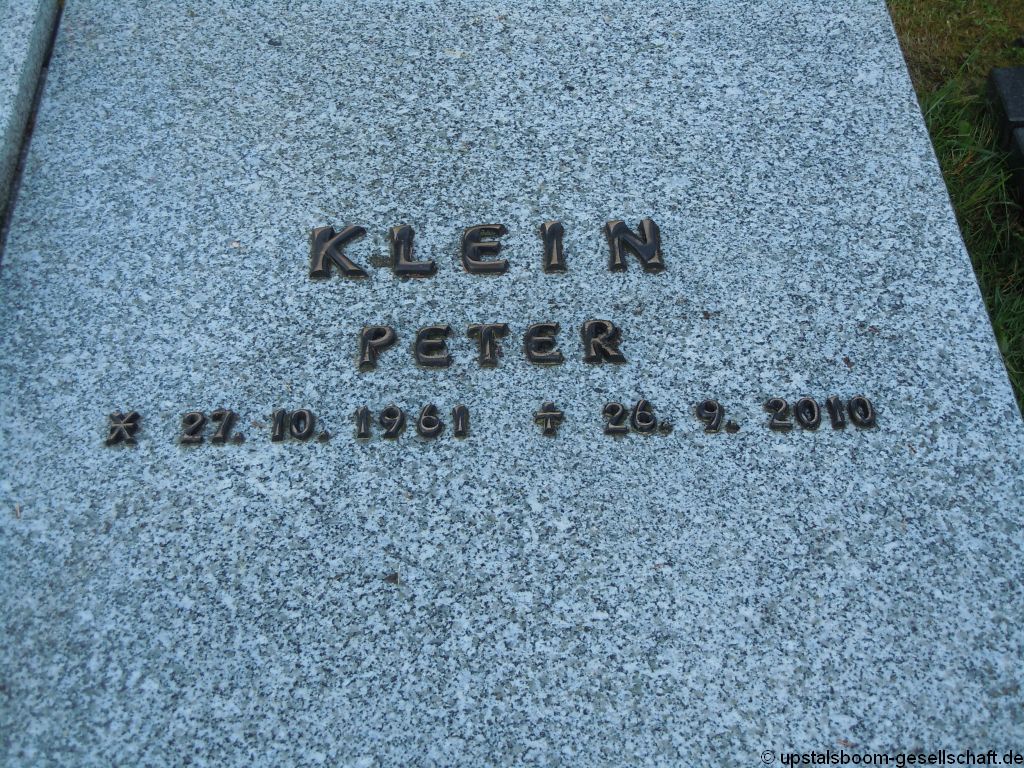 KLEIN
PETER
* 27. 10. 1961 † 26. 9. 2010
© upstalsboom-gesellschaft.de